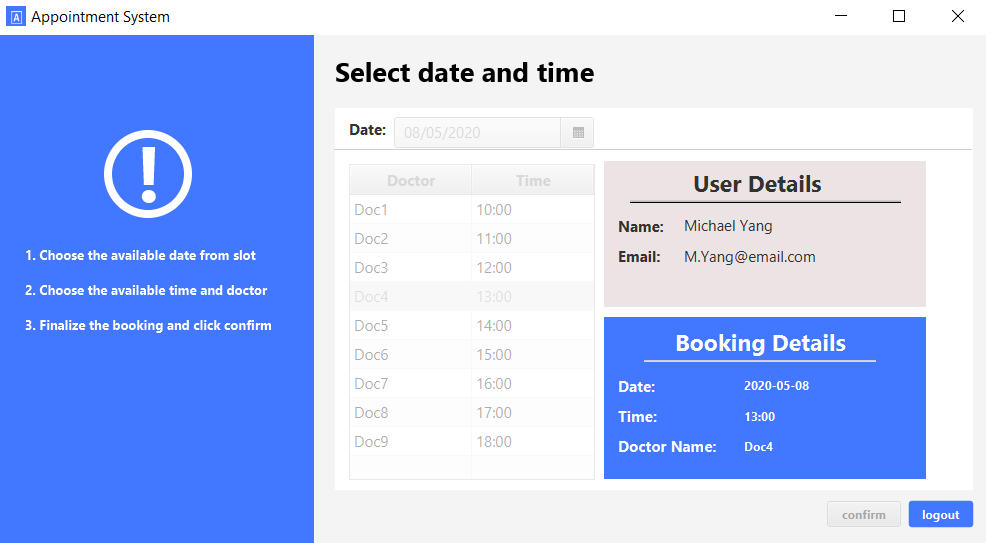 A Appointment System
Select date and time
Date: 08/05/2020
1. Choose the available date from slot
2. Choose the available time and doctor
3. Finalize the booking and click confirm
Doctor Time
Doc1 10:00
Doc2 11:00
Doc3 12:00
Doc4 13:00
Doc5 14:00
Doc6 15:00
Doc7 16:00
Doc8 17:00
Doc9 18:00
User Details
Name: Michael Yang
Email: M.Yang@email.com
Booking Details
Date: 2020-05-08
Time: 13:00
Doctor Name: Doc4
confirm logout